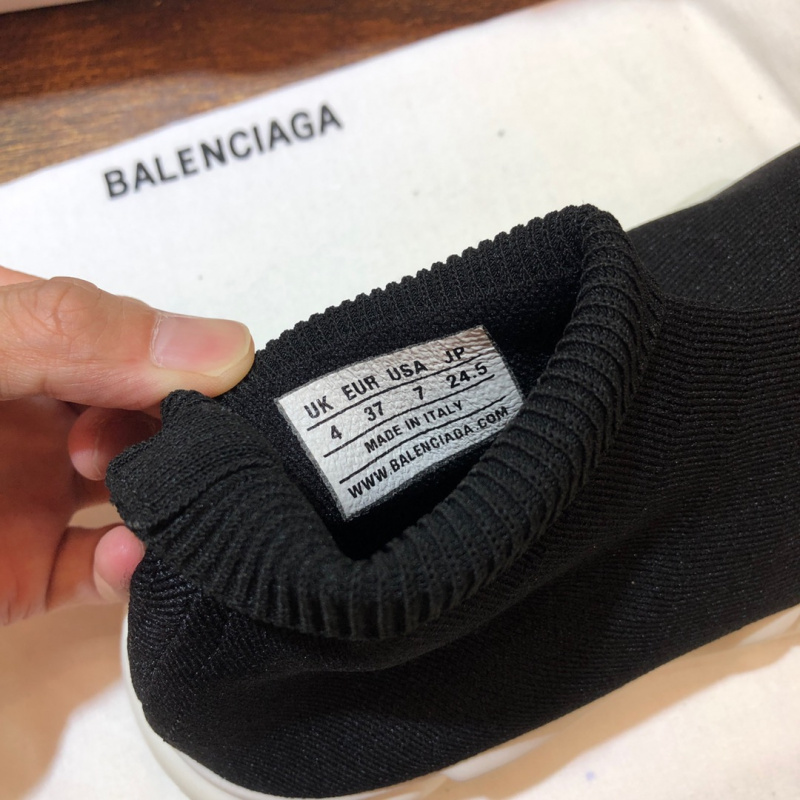 BALENCIAGA
UK EUR USA JP
4 37 7 24.5
MADE IN ITALY
WWW.BALENCIAGA.COM